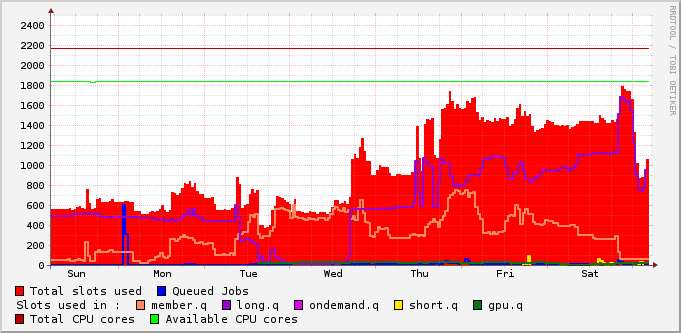 RRDTOOL / TOBI OETIKER
2400
2200
2000
1800
1600
1400
1200
1000
800
600
400
200
0
Sun Mon Tue Wed Thu Fri Sat
Total slots used Queued Jobs
Slots used in : member.q long.q ondemand.q short.q gpu.q
Total CPU cores Available CPU cores